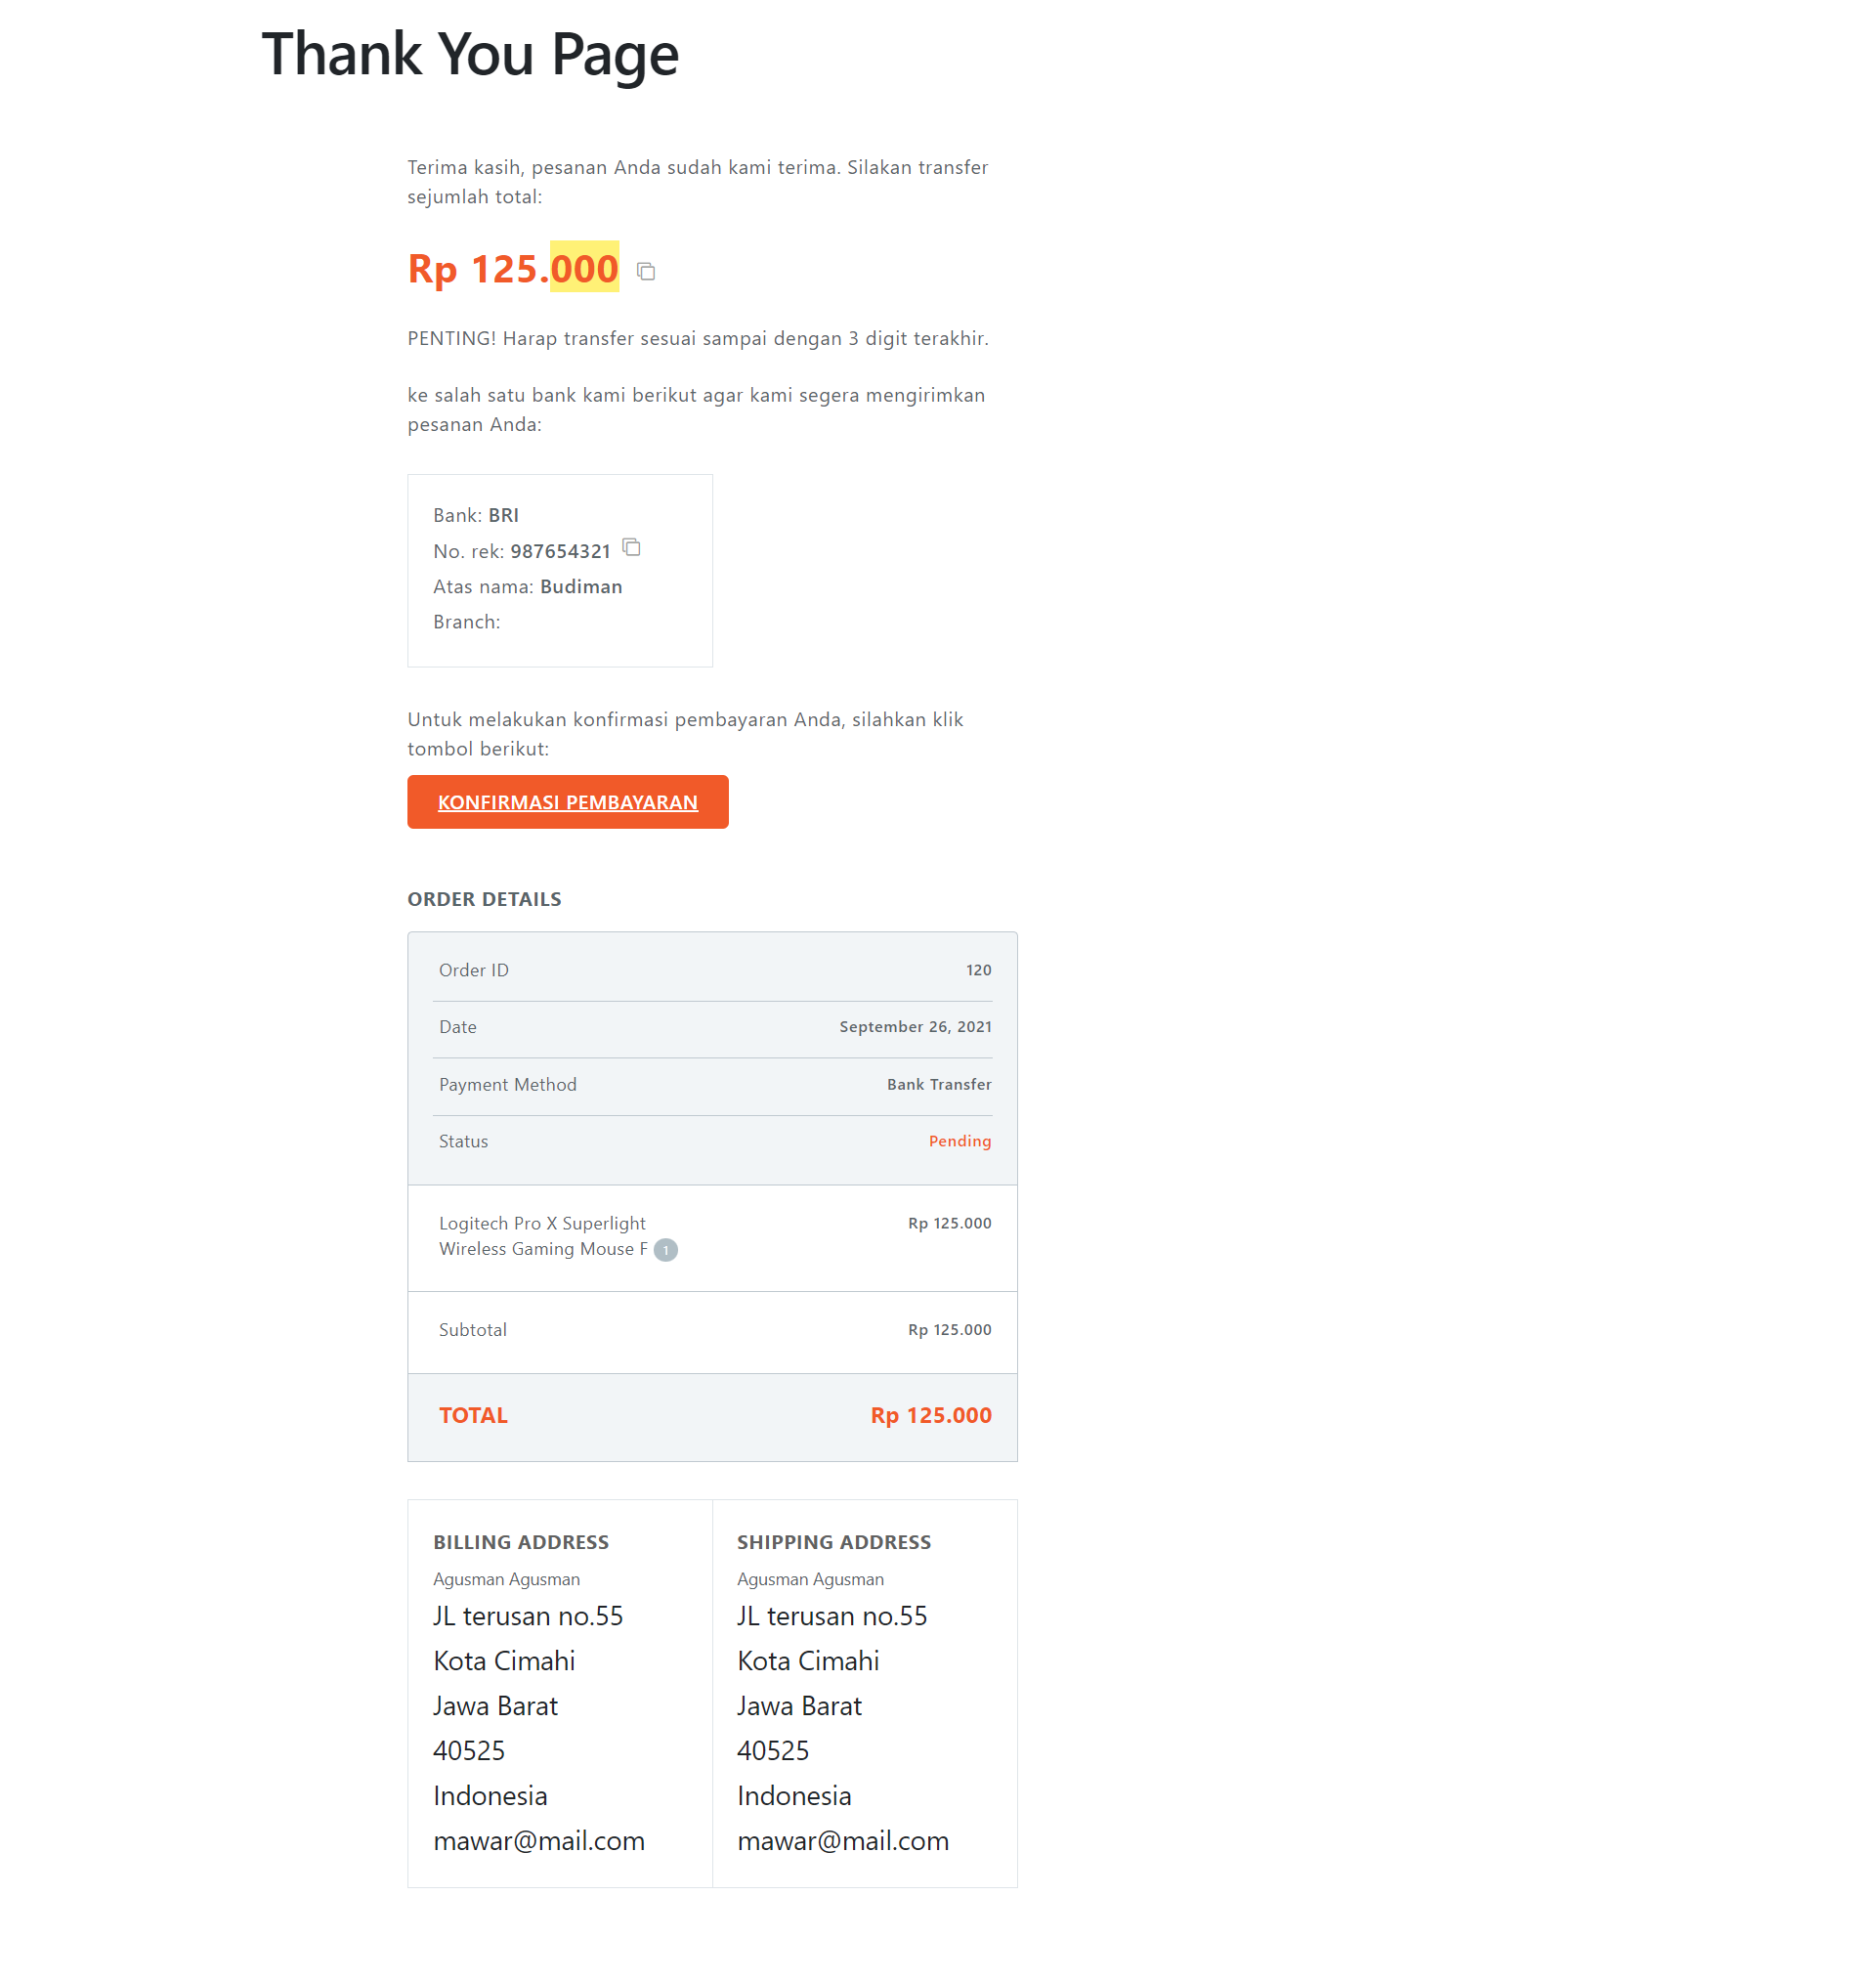 Thank You Page
Terima kasih, pesanan Anda sudah kami terima. Silakan transfer
sejumlah total:
Rp 125.000
PENTING! Harap transfer sesuai sampai dengan 3 digit terakhir.
ke salah satu bank kami berikut agar kami segera mengirimkan
pesanan Anda:
Bank: BRI
No. rek: 987654321
Atas nama: Budiman
Branch:
Untuk melakukan konfirmasi pembayaran Anda, silahkan klik
tombol berikut:
KONFIRMASI PEMBAYARAN
ORDER DETAILS
Order ID 120
Date September 26, 2021
Payment Method Bank Transfer
Status Pending
Logitech Pro X Superlight Rp 125.000
Wireless Gaming Mouse F 1
Subtotal Rp 125.000
TOTAL Rp 125.000
BILLING ADDRESS
Agusman Agusman
JL terusan no.55
Kota Cimahi
Jawa Barat
40525
Indonesia
mawar@mail.com
SHIPPING ADDRESS
Agusman Agusman
JL terusan no.55
Kota Cimahi
Jawa Barat
40525
Indonesia
mawar@mail.com